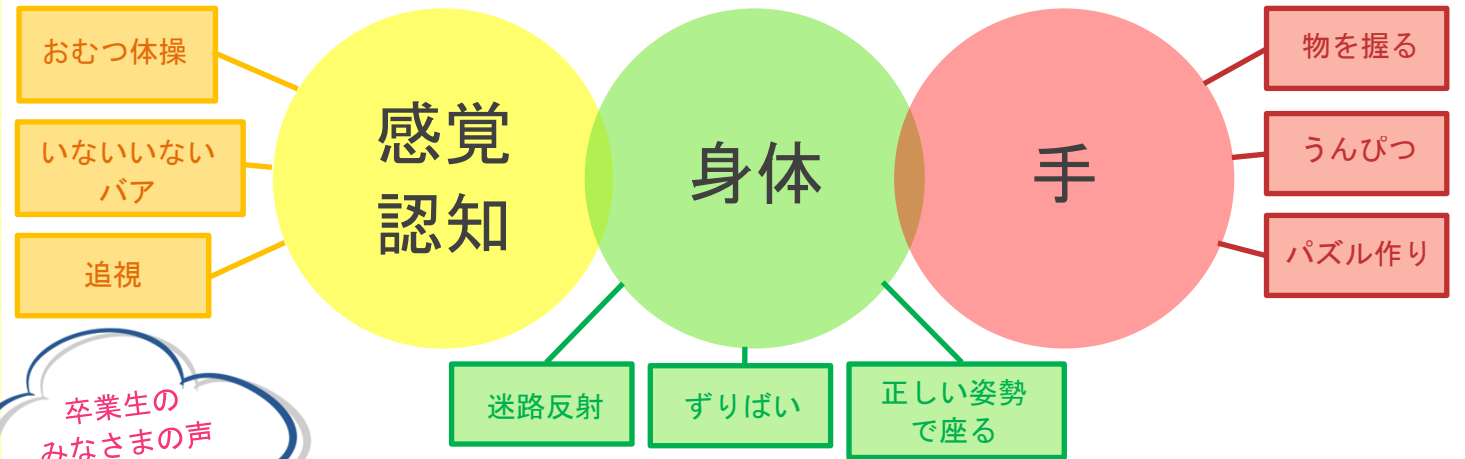 おむつ体操
いないいない
バア
追視
感覚
認知
身体
手
物を握る
うんぴつ
パズル作り
迷路反射
ずりばい
正しい姿勢
で座る
卒業生の
みなさまの声